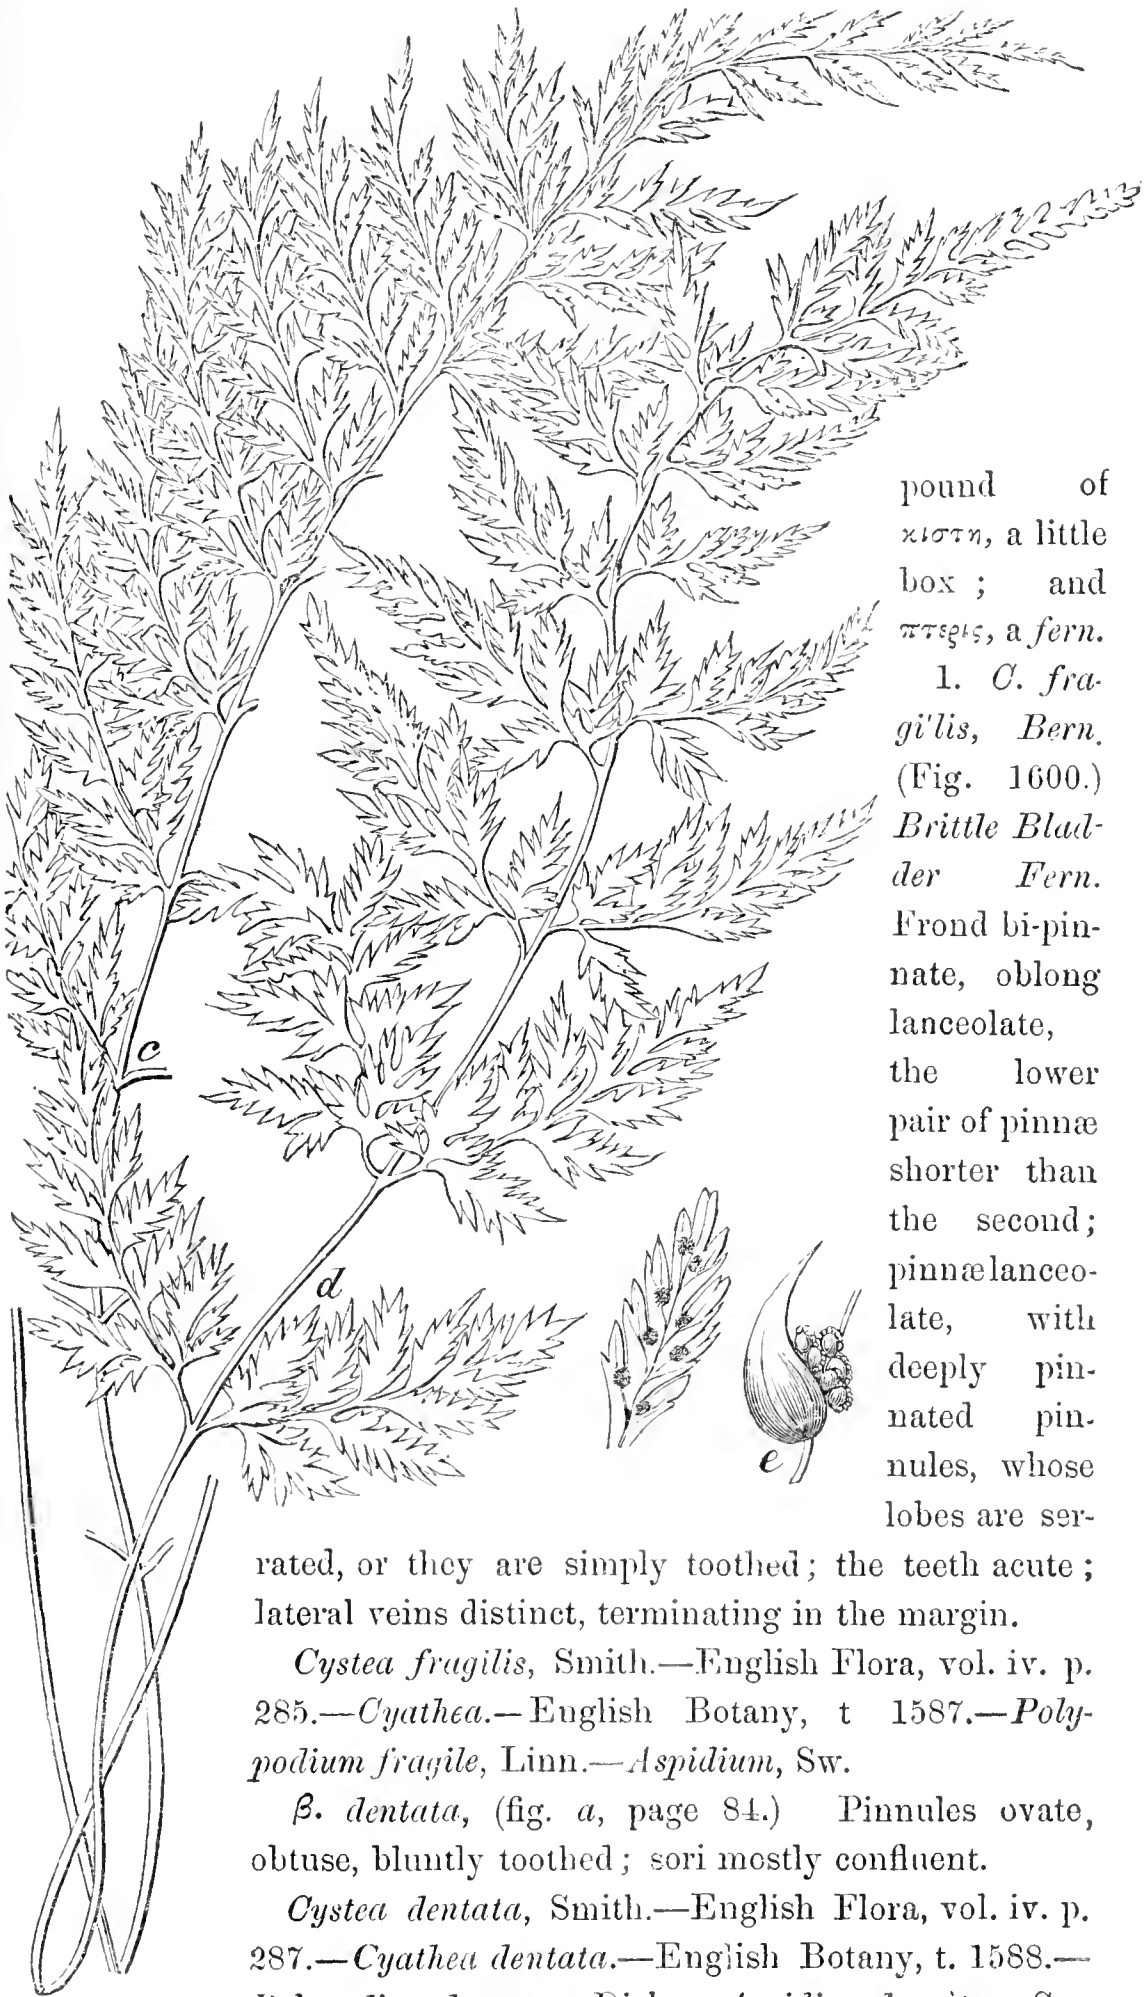 pound of
κιστη, a little
box ; and
πτερις, a fern.
1. C. fra-
gi'lis, Bern.
(Fig. 1600.)
Brittle Blad-
der Fern.
Frond bi-pin-
nate, oblong
lanceolate,
the lower
pair of pinnæ
shorter than
the second;
pinnæ lanceo-
late, with
deeply pin-
nated pin-
nules, whose
lobes are ser-
rated, or they are simply toothed; the teeth acute;
lateral veins distinct, terminating in the margin.
Cystea fragilis, Smith.—English Flora, vol. iv. p.
285.—Cyathea.—English Botany, t 1587.—Poly-
podium fragile, Linn.—Aspidium, Sw.
β. dentata, (fig. a, page 84.) Pinnules ovate,
obtuse, bluntly toothed; sori mostly confluent.
Cystea dentata, Smith.—English Flora, vol. iv. p.
287.—Cyathea dentata.—English Botany, t. 1588.—
c
d
e